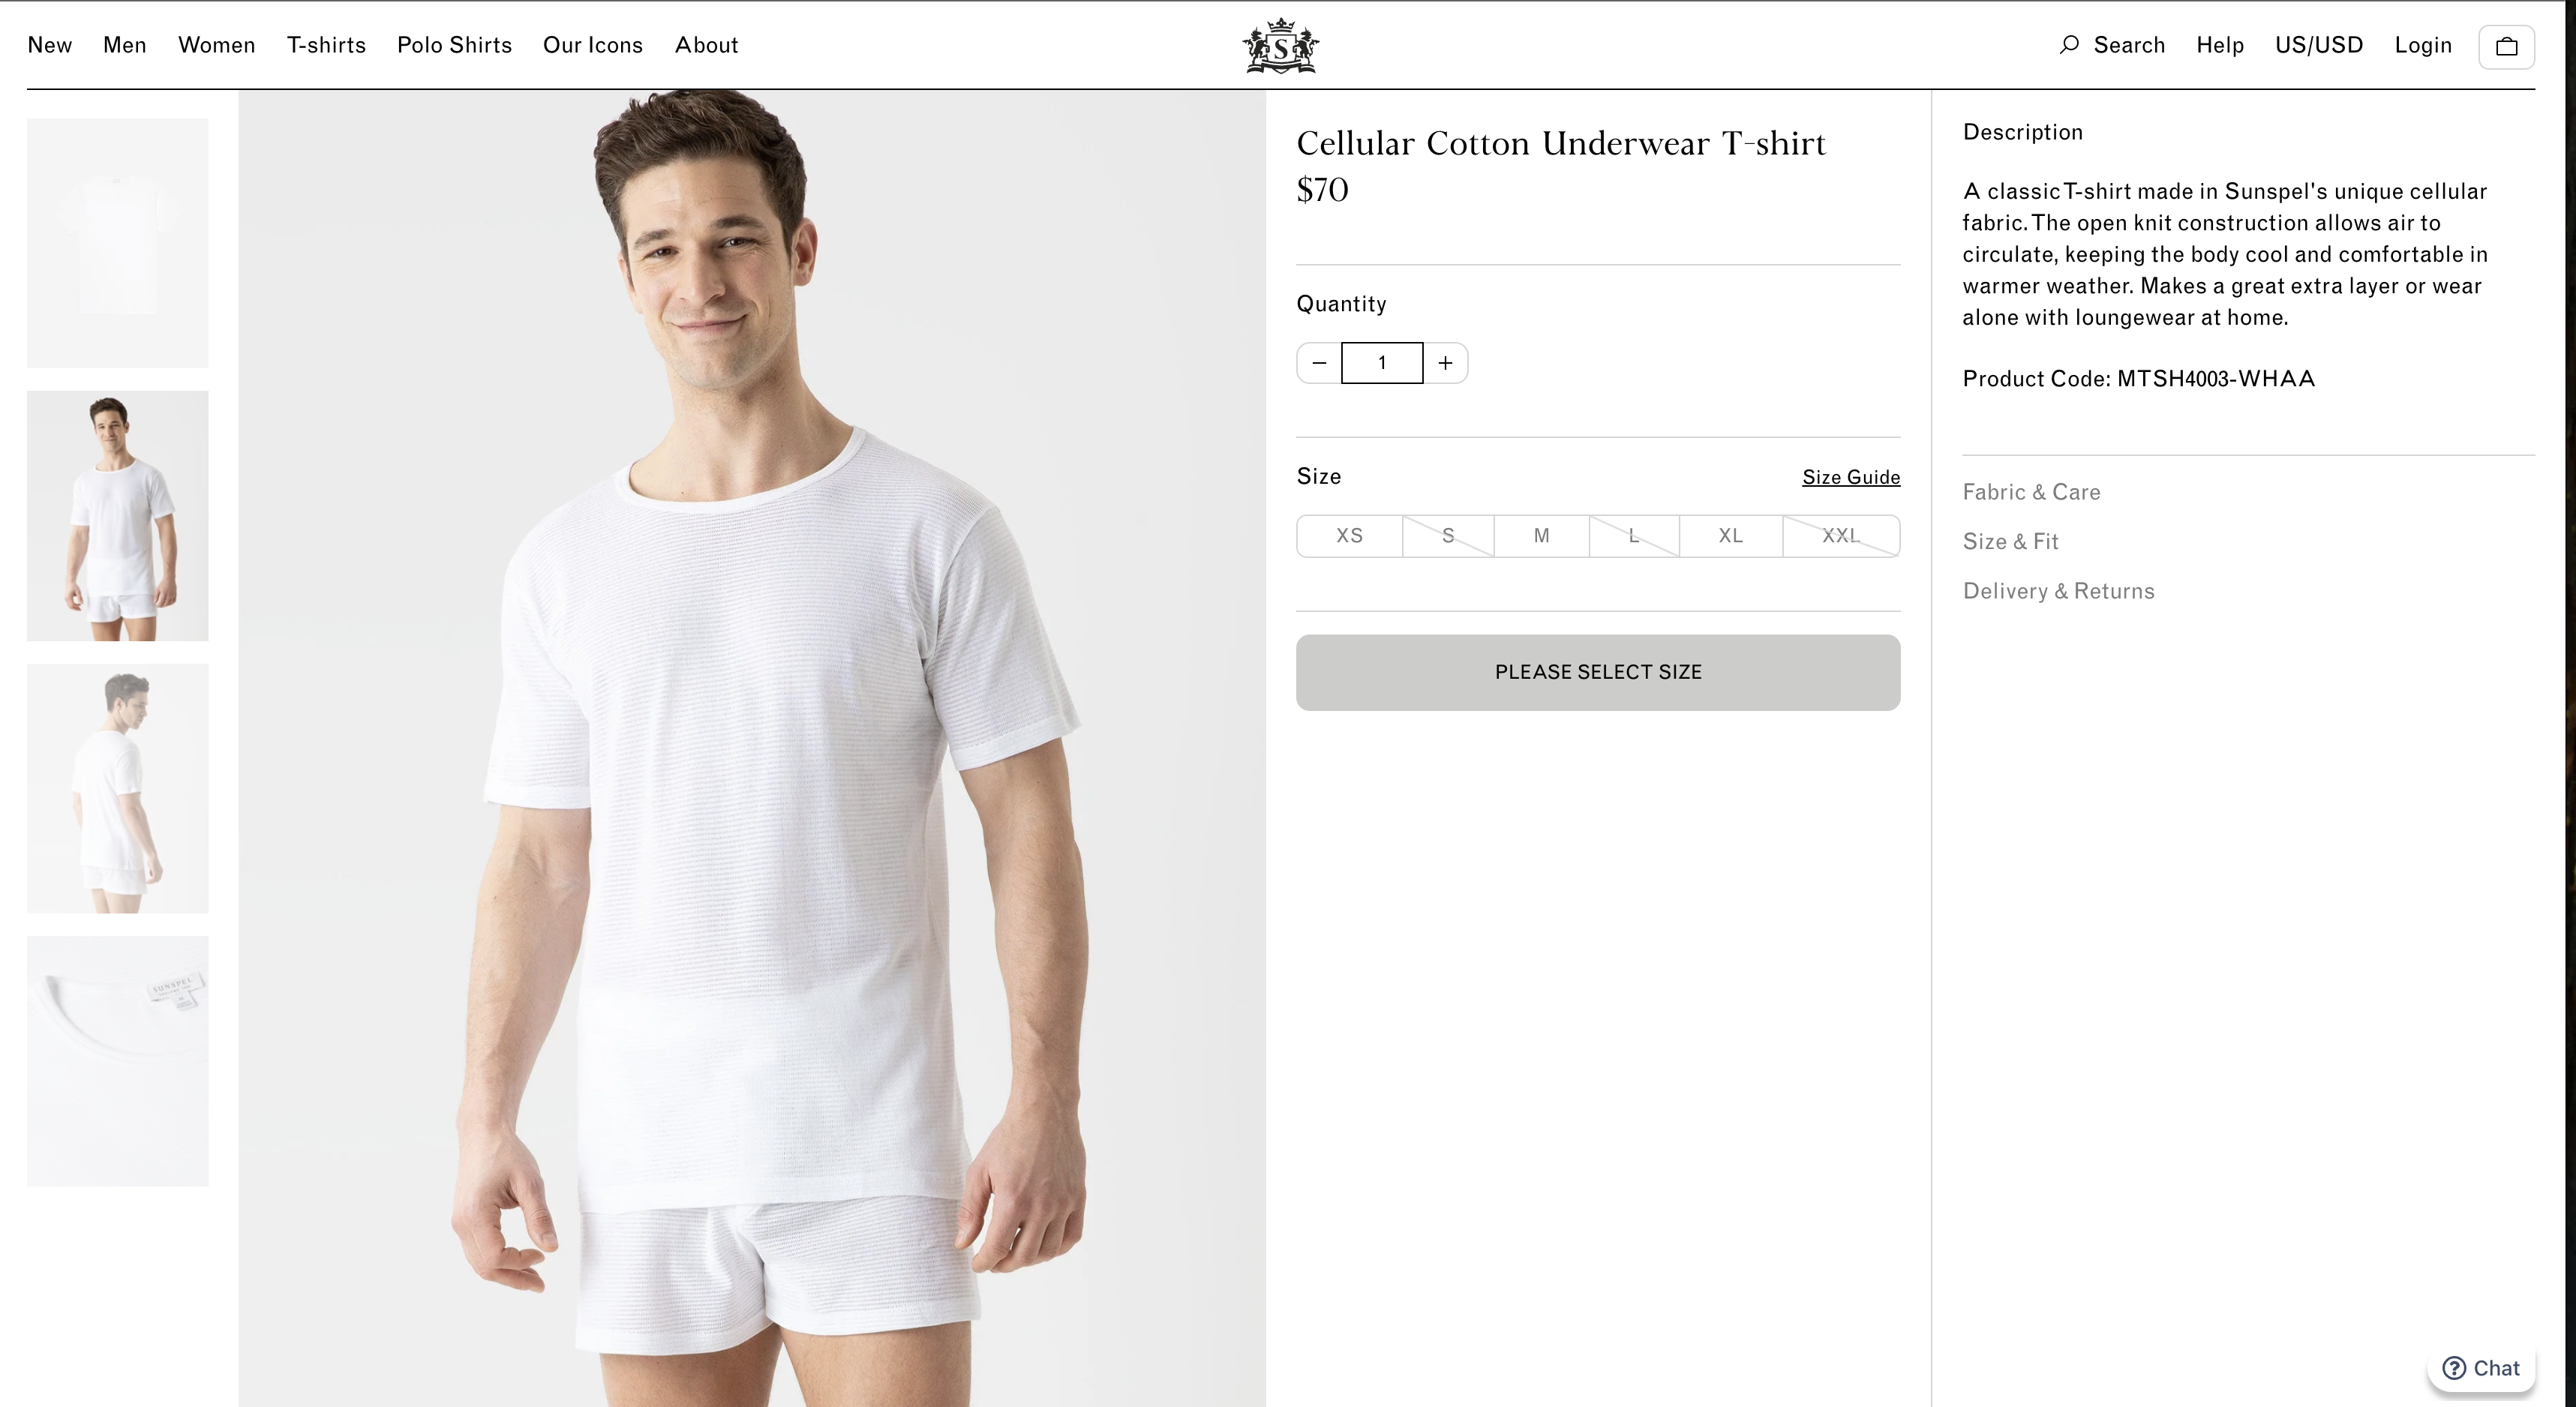 New Men Women T-shirts Polo Shirts Our Icons About
S
Search Help US/USD Login
SUNSPEL
Cellular Cotton Underwear T-shirt
$70
Quantity
− 1 +
Size Size Guide
XS S M L XL XXL
PLEASE SELECT SIZE
Description
A classic T-shirt made in Sunspel's unique cellular
fabric. The open knit construction allows air to
circulate, keeping the body cool and comfortable in
warmer weather. Makes a great extra layer or wear
alone with loungewear at home.
Product Code: MTSH4003-WHAA
Fabric & Care
Size & Fit
Delivery & Returns
? Chat